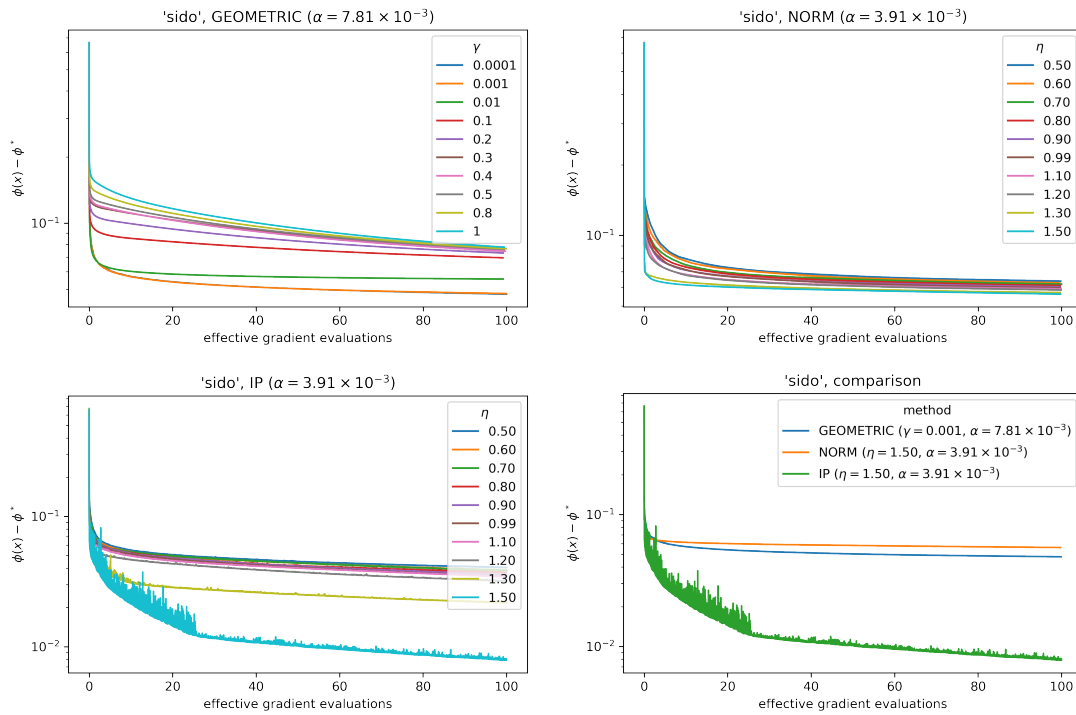 'sido', GEOMETRIC (α = 7.81 × 10⁻³)
ϕ(x) − ϕ*
10⁻¹
γ
0.0001
0.001
0.01
0.1
0.2
0.3
0.4
0.5
0.8
1
0 20 40 60 80 100
effective gradient evaluations
'sido', NORM (α = 3.91 × 10⁻³)
ϕ(x) − ϕ*
10⁻¹
η
0.50
0.60
0.70
0.80
0.90
0.99
1.10
1.20
1.30
1.50
0 20 40 60 80 100
effective gradient evaluations
'sido', IP (α = 3.91 × 10⁻³)
ϕ(x) − ϕ*
10⁻¹
10⁻²
η
0.50
0.60
0.70
0.80
0.90
0.99
1.10
1.20
1.30
1.50
0 20 40 60 80 100
effective gradient evaluations
'sido', comparison
ϕ(x) − ϕ*
10⁻¹
10⁻²
method
GEOMETRIC (γ = 0.001, α = 7.81 × 10⁻³)
NORM (η = 1.50, α = 3.91 × 10⁻³)
IP (η = 1.50, α = 3.91 × 10⁻³)
0 20 40 60 80 100
effective gradient evaluations